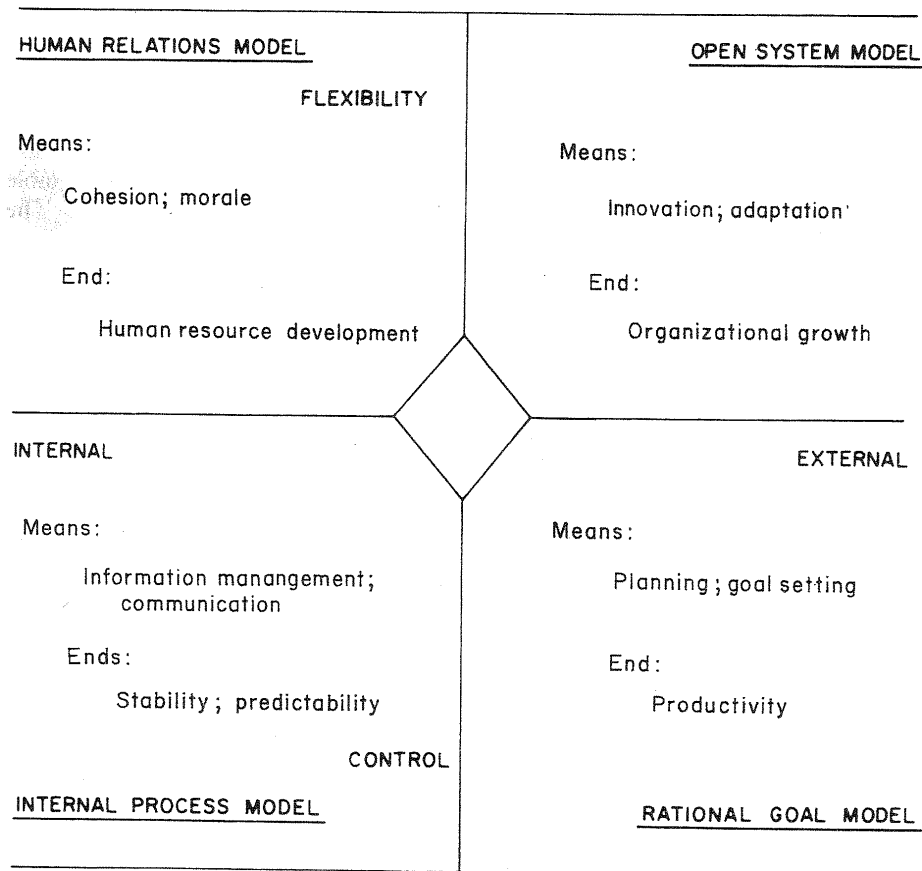 HUMAN RELATIONS MODEL
FLEXIBILITY
Means:
Cohesion; morale
End:
Human resource development
OPEN SYSTEM MODEL
Means:
Innovation; adaptation
End:
Organizational growth
INTERNAL
Means:
Information manangement;
communication
Ends:
Stability; predictability
CONTROL
INTERNAL PROCESS MODEL
EXTERNAL
Means:
Planning; goal setting
End:
Productivity
RATIONAL GOAL MODEL